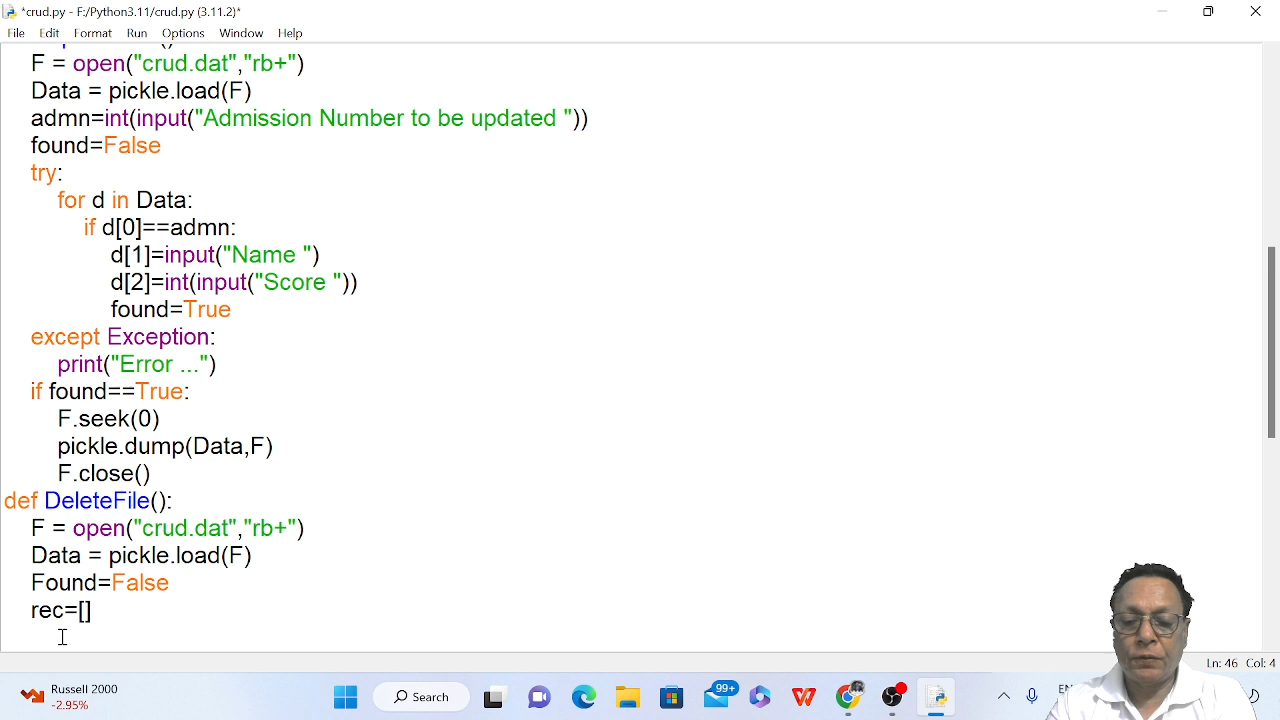 *crud.py - F:/Python3.11/crud.py (3.11.2)*
File Edit Format Run Options Window Help
F = open("crud.dat","rb+")
Data = pickle.load(F)
admn=int(input("Admission Number to be updated "))
found=False
try:
for d in Data:
if d[0]==admn:
d[1]=input("Name ")
d[2]=int(input("Score "))
found=True
except Exception:
print("Error ...")
if found==True:
F.seek(0)
pickle.dump(Data,F)
F.close()
def DeleteFile():
F = open("crud.dat","rb+")
Data = pickle.load(F)
Found=False
rec=[]
Ln: 46 Col: 4
Russell 2000
-2.95%
Search
99+